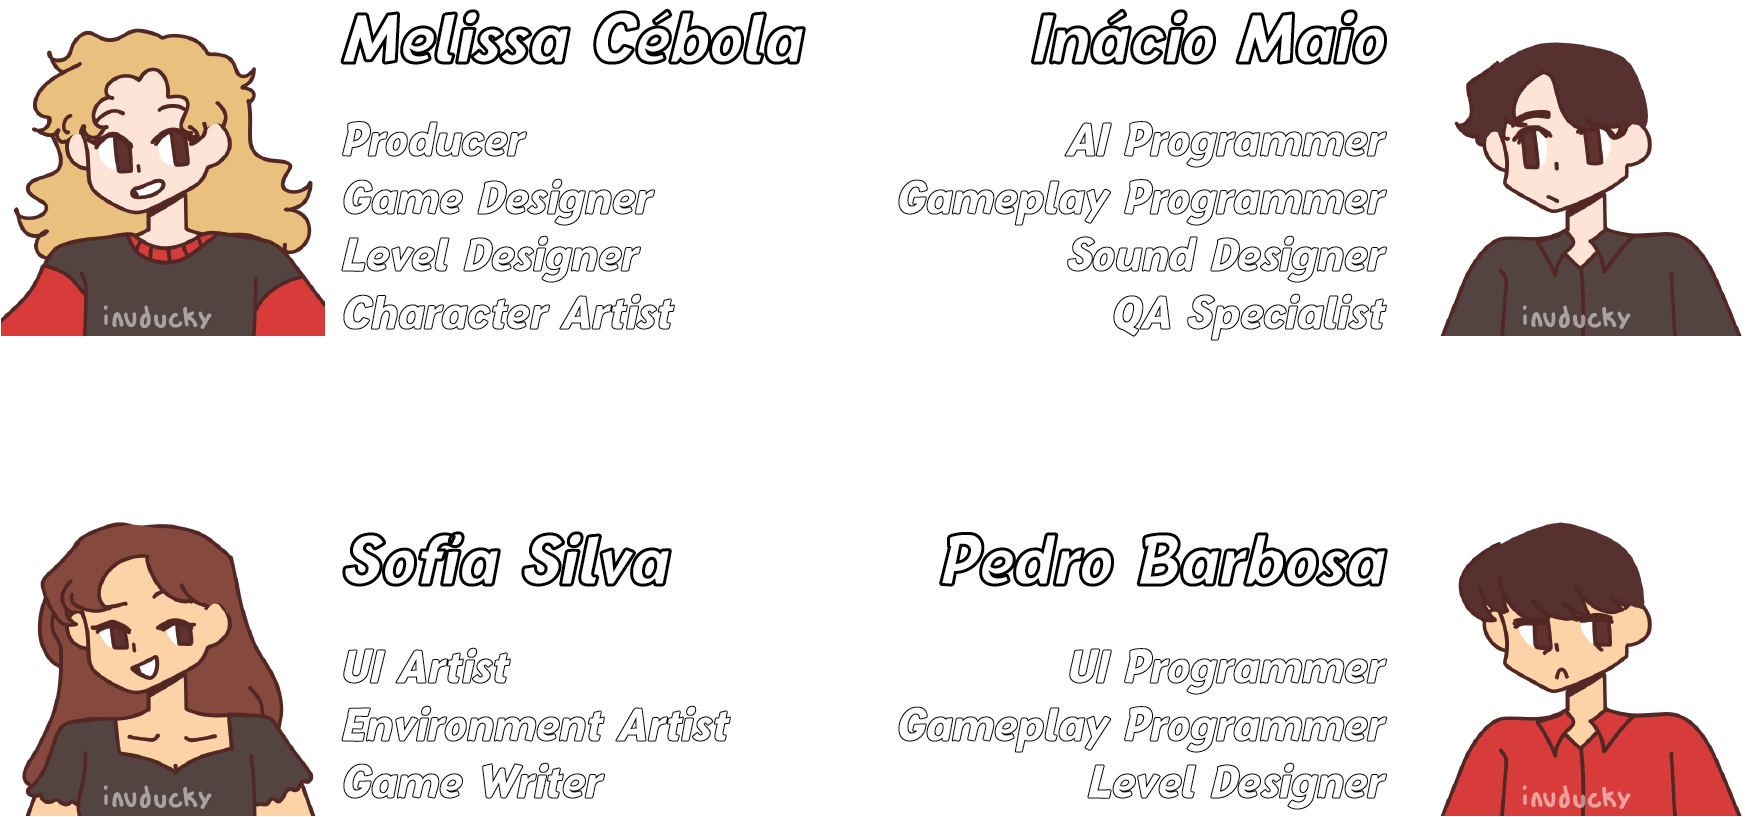 Melissa Cébola
Producer
Game Designer
Level Designer
Character Artist
inuducky
Inácio Maio
AI Programmer
Gameplay Programmer
Sound Designer
QA Specialist
inuducky
Sofia Silva
UI Artist
Environment Artist
Game Writer
inuducky
Pedro Barbosa
UI Programmer
Gameplay Programmer
Level Designer
inuducky